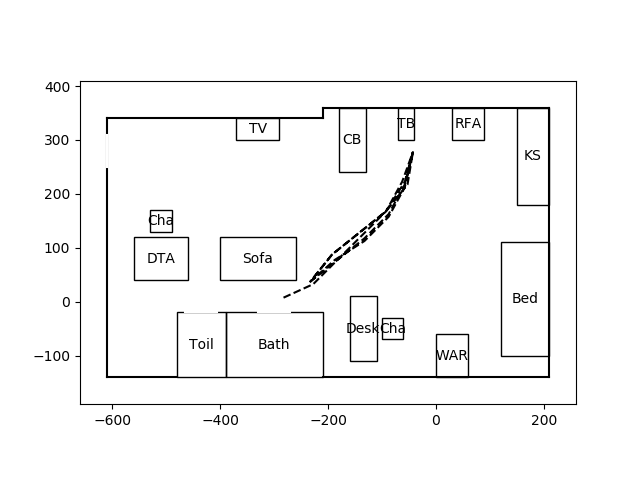 400
300
200
100
0
−100
−600
−400
−200
0
200
TV
CB
TB
RFA
KS
Cha
DTA
Sofa
Bed
Toil
Bath
Desk
Cha
WAR